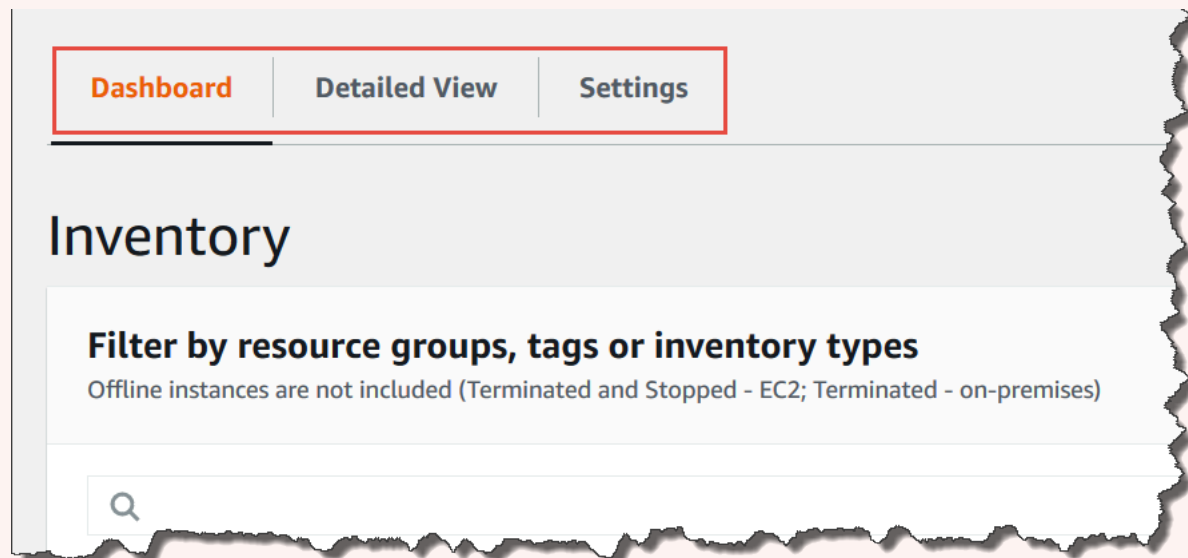 Dashboard Detailed View Settings
Inventory
Filter by resource groups, tags or inventory types
Offline instances are not included (Terminated and Stopped - EC2; Terminated - on-premises)